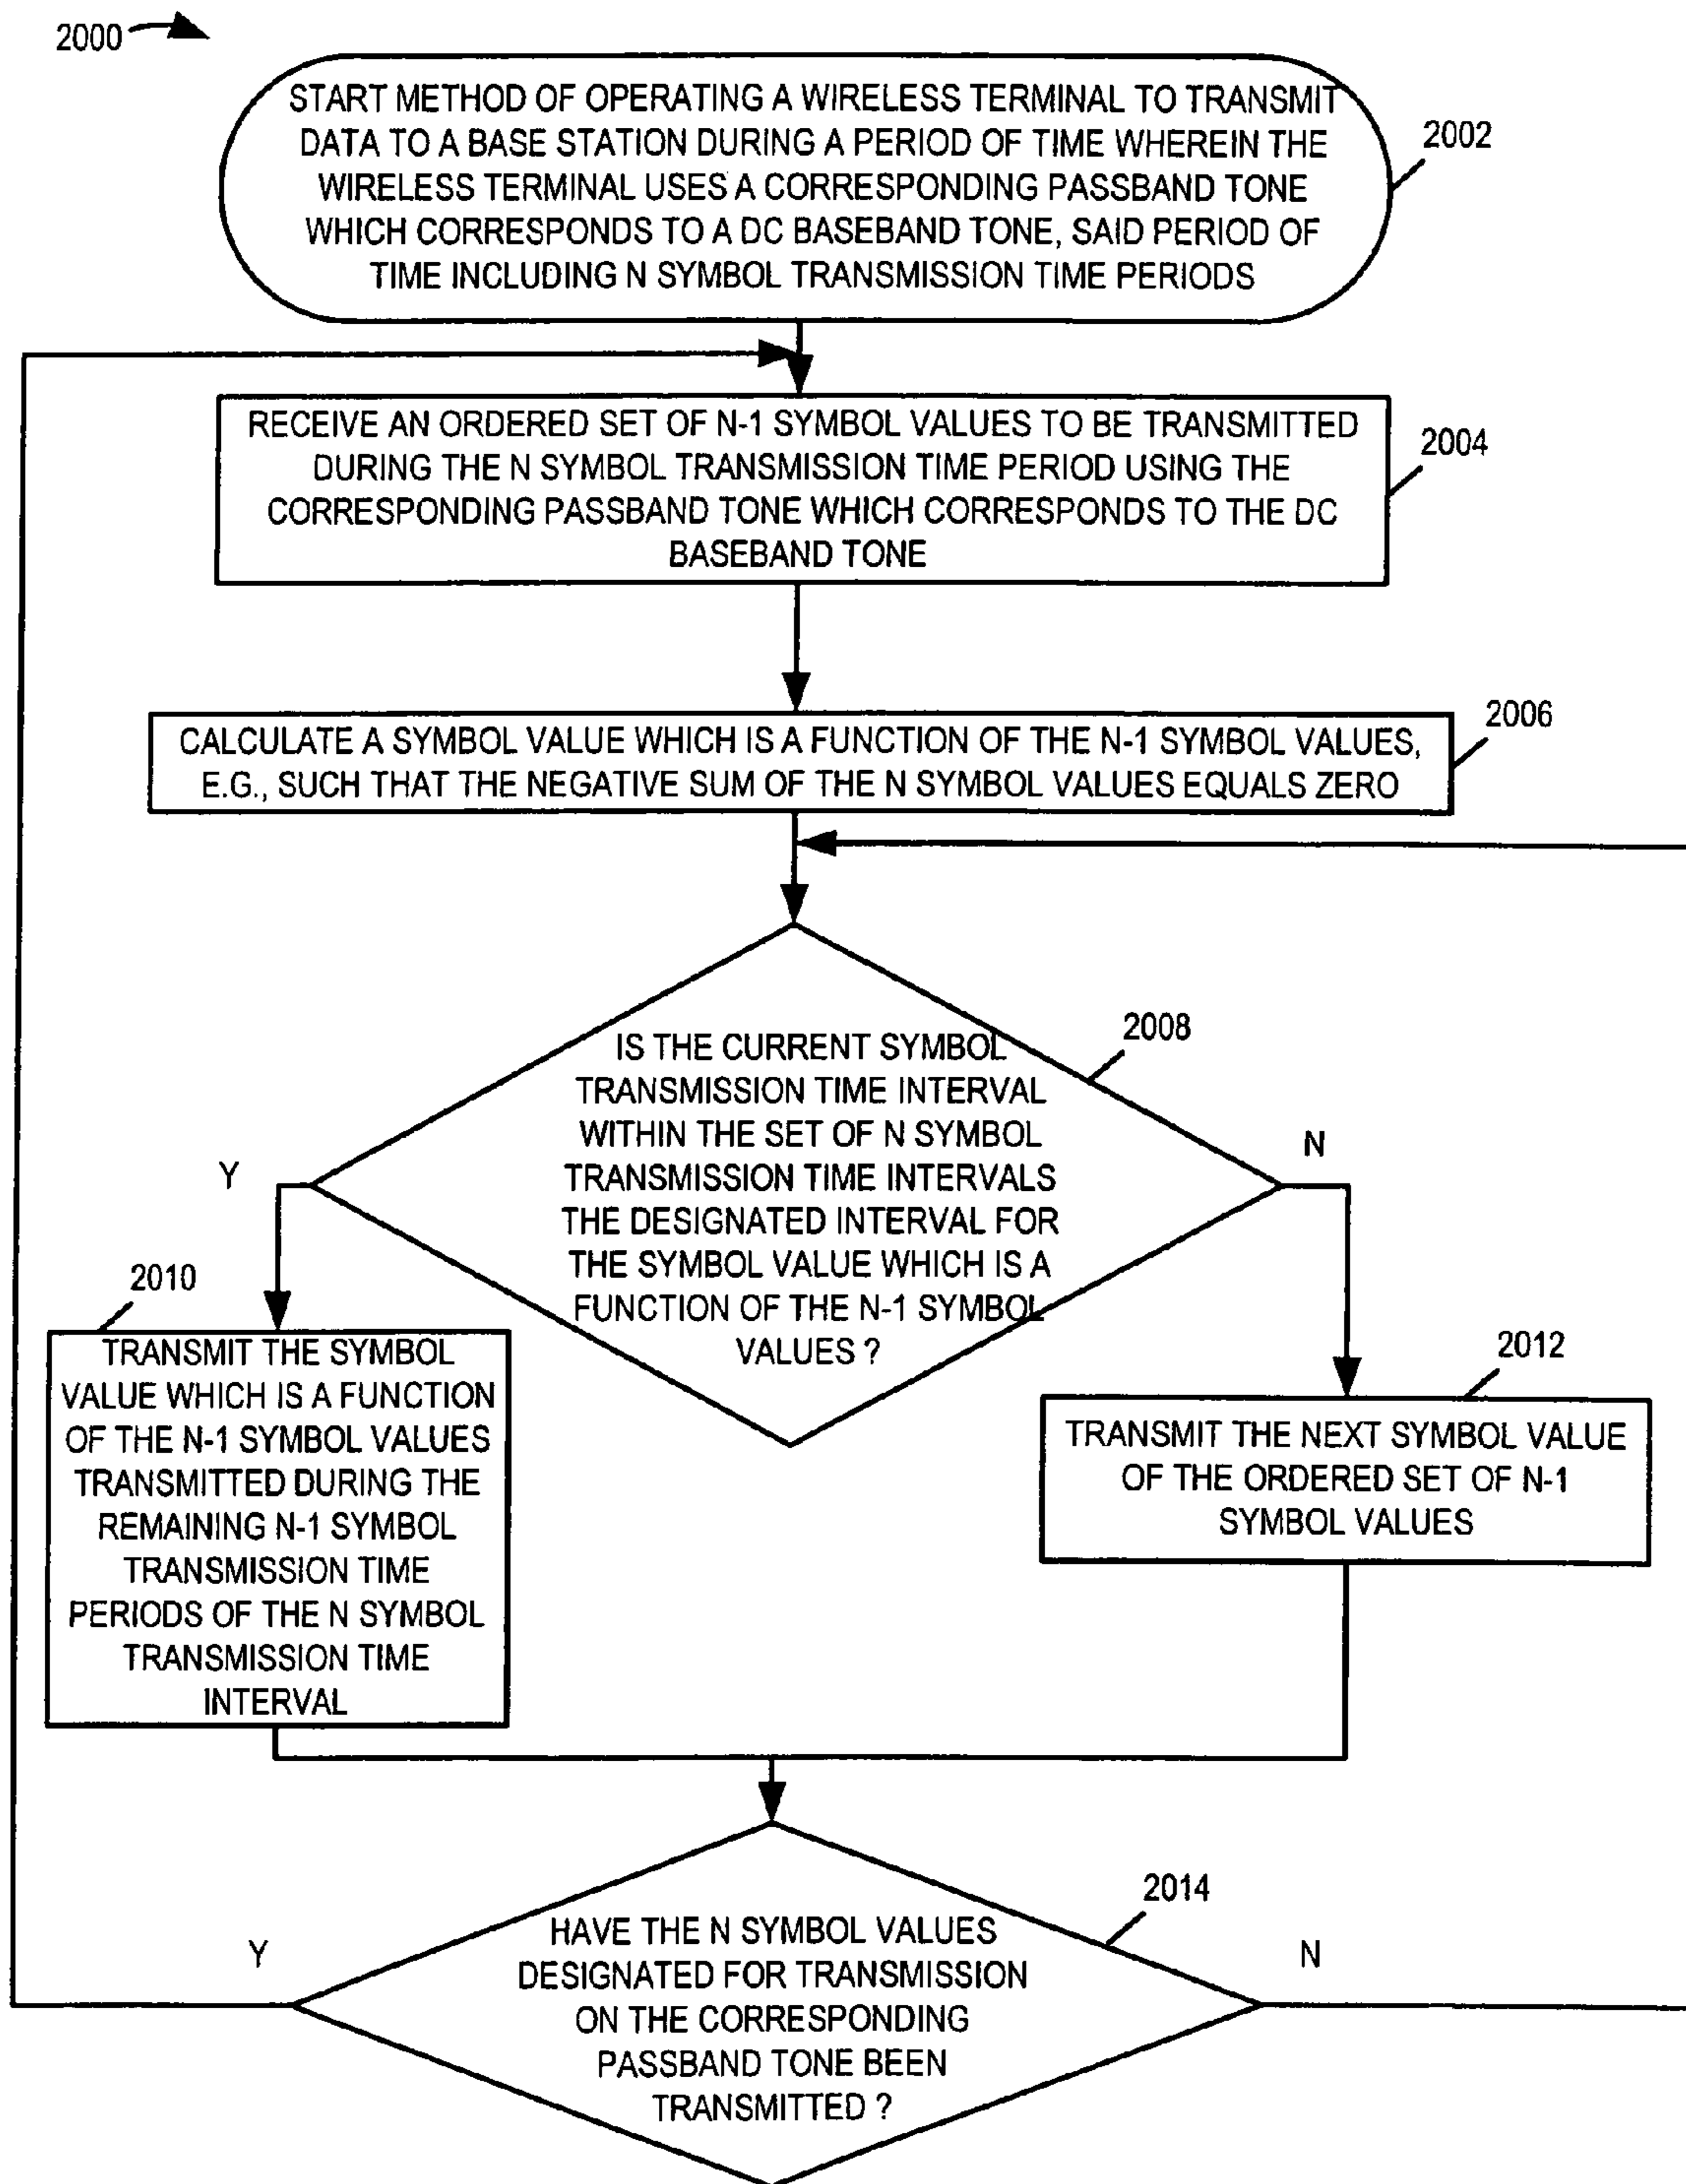 2000
START METHOD OF OPERATING A WIRELESS TERMINAL TO TRANSMIT
DATA TO A BASE STATION DURING A PERIOD OF TIME WHEREIN THE
WIRELESS TERMINAL USES A CORRESPONDING PASSBAND TONE
WHICH CORRESPONDS TO A DC BASEBAND TONE, SAID PERIOD OF
TIME INCLUDING N SYMBOL TRANSMISSION TIME PERIODS
2002
RECEIVE AN ORDERED SET OF N-1 SYMBOL VALUES TO BE TRANSMITTED
DURING THE N SYMBOL TRANSMISSION TIME PERIOD USING THE
CORRESPONDING PASSBAND TONE WHICH CORRESPONDS TO THE DC
BASEBAND TONE
2004
CALCULATE A SYMBOL VALUE WHICH IS A FUNCTION OF THE N-1 SYMBOL VALUES,
E.G., SUCH THAT THE NEGATIVE SUM OF THE N SYMBOL VALUES EQUALS ZERO
2006
IS THE CURRENT SYMBOL
TRANSMISSION TIME INTERVAL
WITHIN THE SET OF N SYMBOL
TRANSMISSION TIME INTERVALS
THE DESIGNATED INTERVAL FOR
THE SYMBOL VALUE WHICH IS A
FUNCTION OF THE N-1 SYMBOL
VALUES ?
2008
Y
N
2010
TRANSMIT THE SYMBOL
VALUE WHICH IS A FUNCTION
OF THE N-1 SYMBOL VALUES
TRANSMITTED DURING THE
REMAINING N-1 SYMBOL
TRANSMISSION TIME
PERIODS OF THE N SYMBOL
TRANSMISSION TIME
INTERVAL
2012
TRANSMIT THE NEXT SYMBOL VALUE
OF THE ORDERED SET OF N-1
SYMBOL VALUES
2014
HAVE THE N SYMBOL VALUES
DESIGNATED FOR TRANSMISSION
ON THE CORRESPONDING
PASSBAND TONE BEEN
TRANSMITTED ?
Y
N